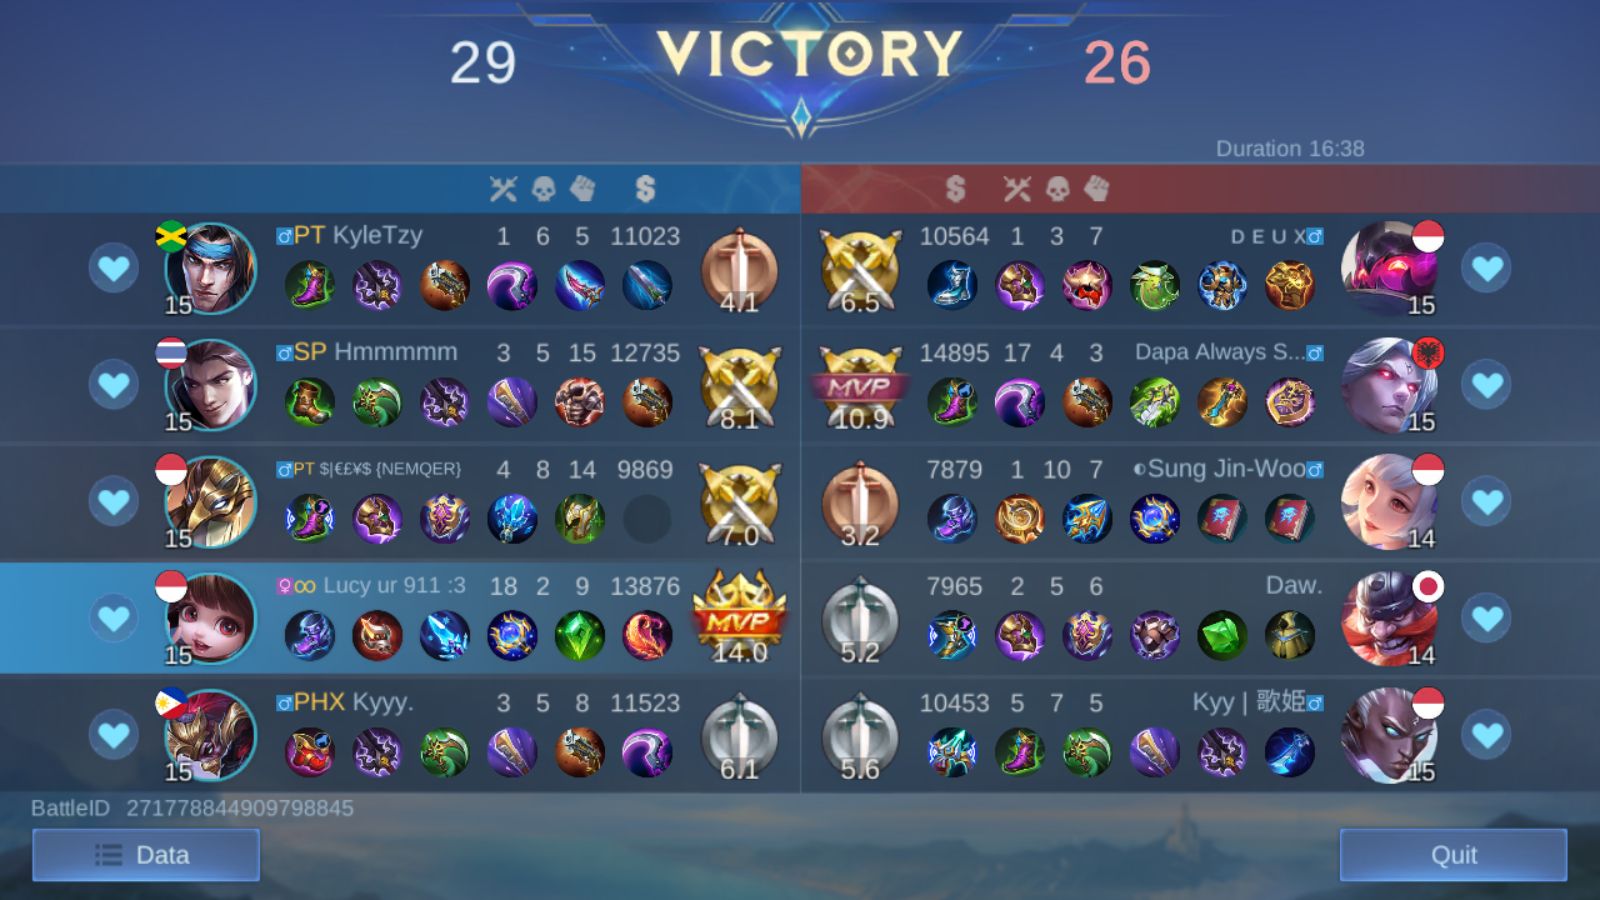 29 VICTORY 26
Duration 16:38
PT KyleTzy 1 6 5 11023
15 4.1
SP Hmmmmm 3 5 15 12735
15 8.1
PT $|€£¥$ {NEMQER} 4 8 14 9869
15 7.0
∞ Lucy ur 911 :3 18 2 9 13876
MVP
15 14.0
PHX Kyyy. 3 5 8 11523
15 6.1
10564 1 3 7 D E U X
6.5 15
14895 17 4 3 Dapa Always S...
MVP
10.9 15
7879 1 10 7 Sung Jin-Woo
3.2 14
7965 2 5 6 Daw.
5.2 14
10453 5 7 5 Kyy | 歌姫
5.6 15
BattleID 271778844909798845
Data Quit